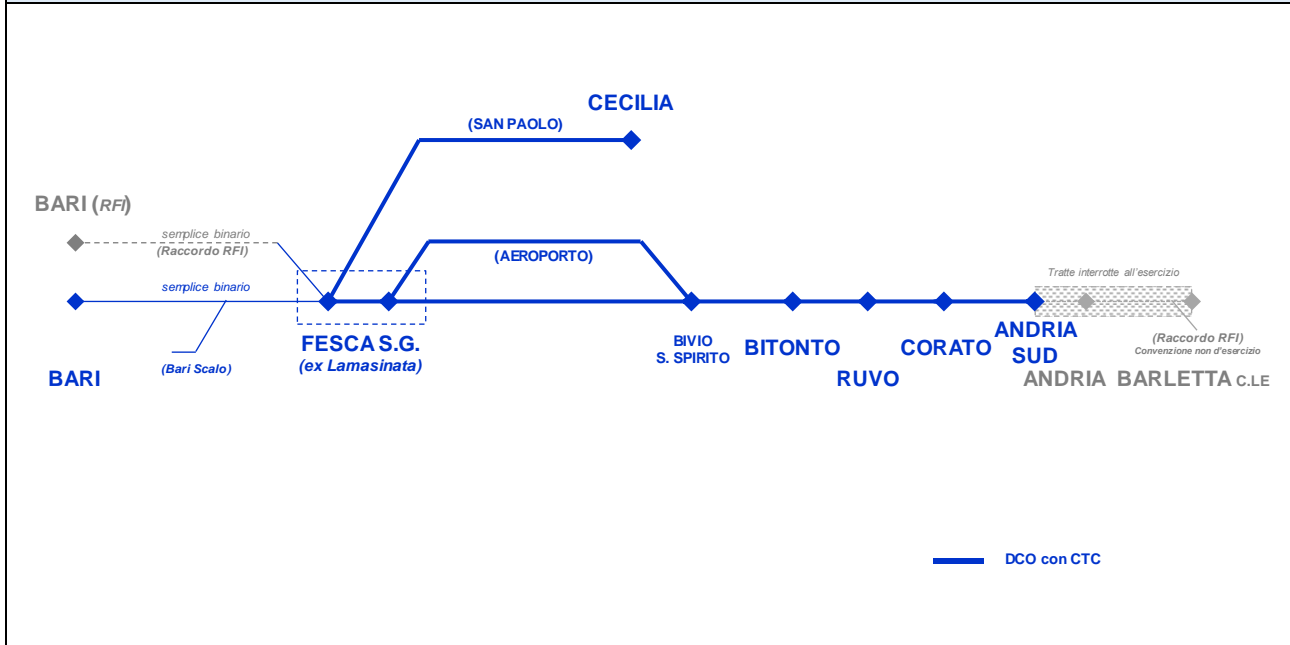 CECILIA
(SAN PAOLO)
BARI (RFI)
semplice binario
(Raccordo RFI)
(AEROPORTO)
Tratte interrotte all'esercizio
semplice binario
(Bari Scalo)
BARI
FESCA S.G.
(ex Lamasinata)
BIVIO
S. SPIRITO
BITONTO
RUVO
CORATO
ANDRIA
SUD
(Raccordo RFI)
Convenzione non d'esercizio
ANDRIA
BARLETTA C.LE
DCO con CTC